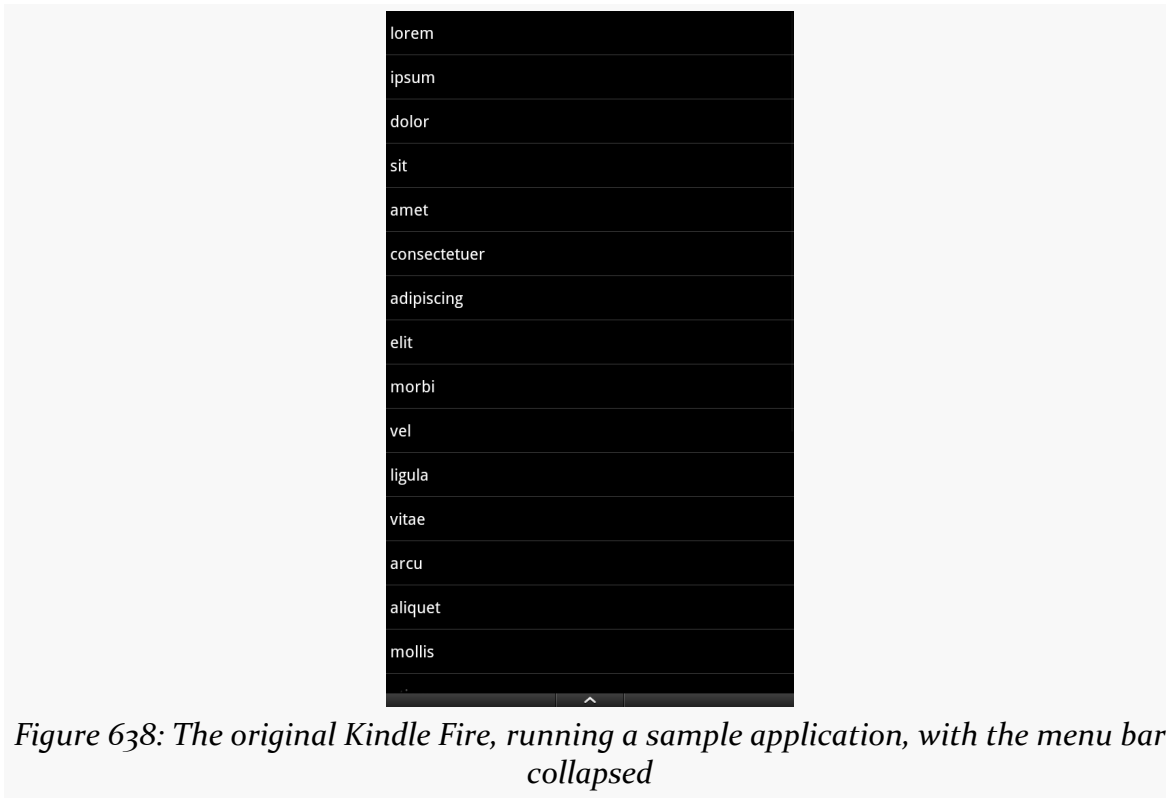 lorem
ipsum
dolor
sit
amet
consectetuer
adipiscing
elit
morbi
vel
ligula
vitae
arcu
aliquet
mollis
Figure 638: The original Kindle Fire, running a sample application, with the menu bar
collapsed